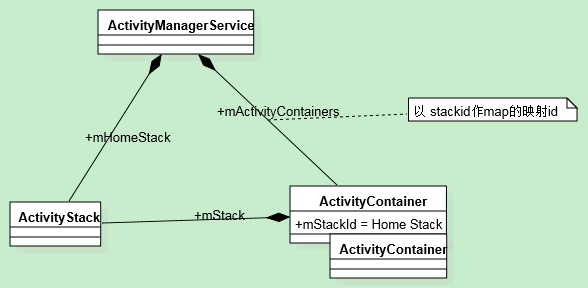 ActivityManagerService
+mActivityContainers
以 stackid作map的映射id
+mHomeStack
ActivityContainer
ActivityStack
+mStack
+mStackId = Home Stack
ActivityContainer